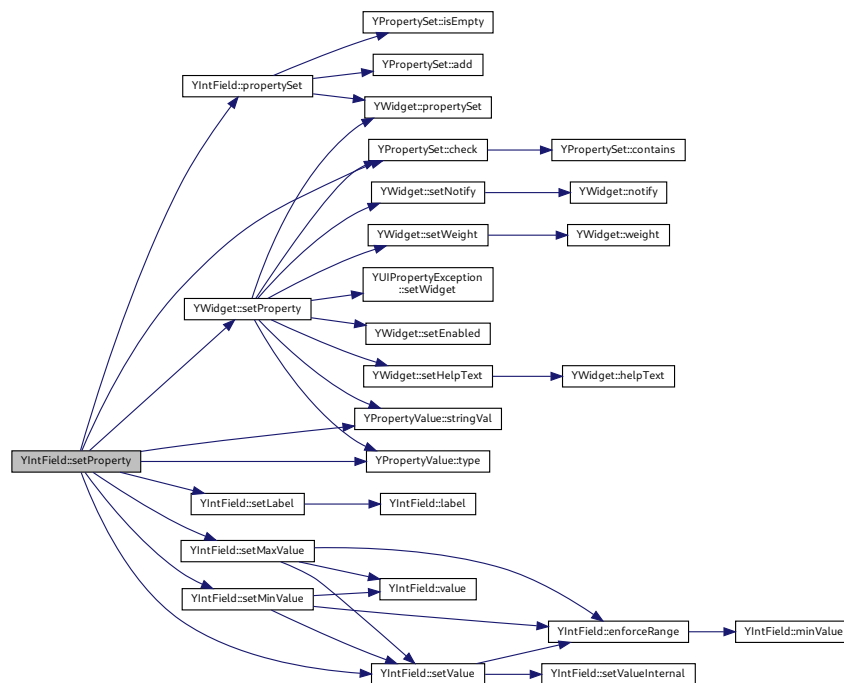 YPropertySet::isEmpty
YPropertySet::add
YIntField::propertySet
YWidget::propertySet
YPropertySet::check
YPropertySet::contains
YWidget::setNotify
YWidget::notify
YWidget::setWeight
YWidget::weight
YUIPropertyException
::setWidget
YWidget::setProperty
YWidget::setEnabled
YWidget::setHelpText
YWidget::helpText
YPropertyValue::stringVal
YIntField::setProperty
YPropertyValue::type
YIntField::setLabel
YIntField::label
YIntField::setMaxValue
YIntField::value
YIntField::setMinValue
YIntField::enforceRange
YIntField::minValue
YIntField::setValue
YIntField::setValueInternal